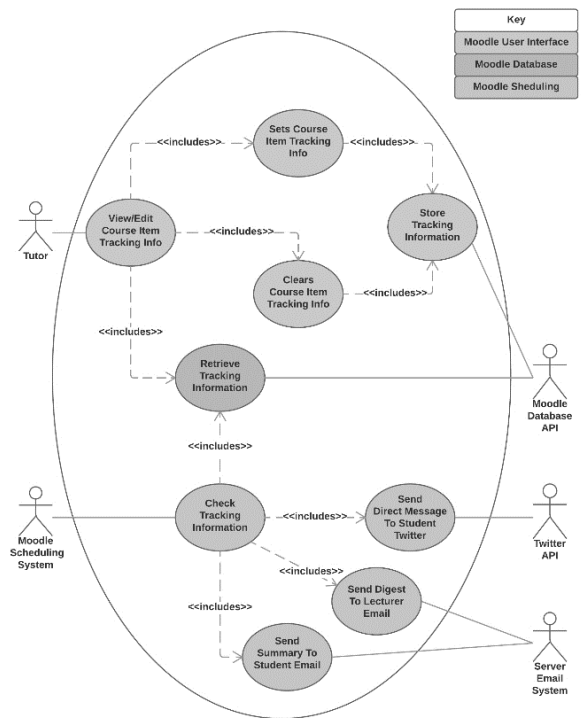 Key
Moodle User Interface
Moodle Database
Moodle Sheduling
Sets Course
Item Tracking
Info
<<includes>>
<<includes>>
View/Edit
Course Item
Tracking Info
Tutor
Store
Tracking
Information
<<includes>>
Clears
Course Item
Tracking Info
<<includes>>
<<includes>>
Retrieve
Tracking
Information
Moodle
Database
API
<<includes>>
Check
Tracking
Information
Moodle
Scheduling
System
<<includes>>
Send
Direct Message
To Student
Twitter
Twitter
API
<<includes>>
Send Digest
To Lecturer
Email
<<includes>>
Send
Summary To
Student Email
Server
Email
System